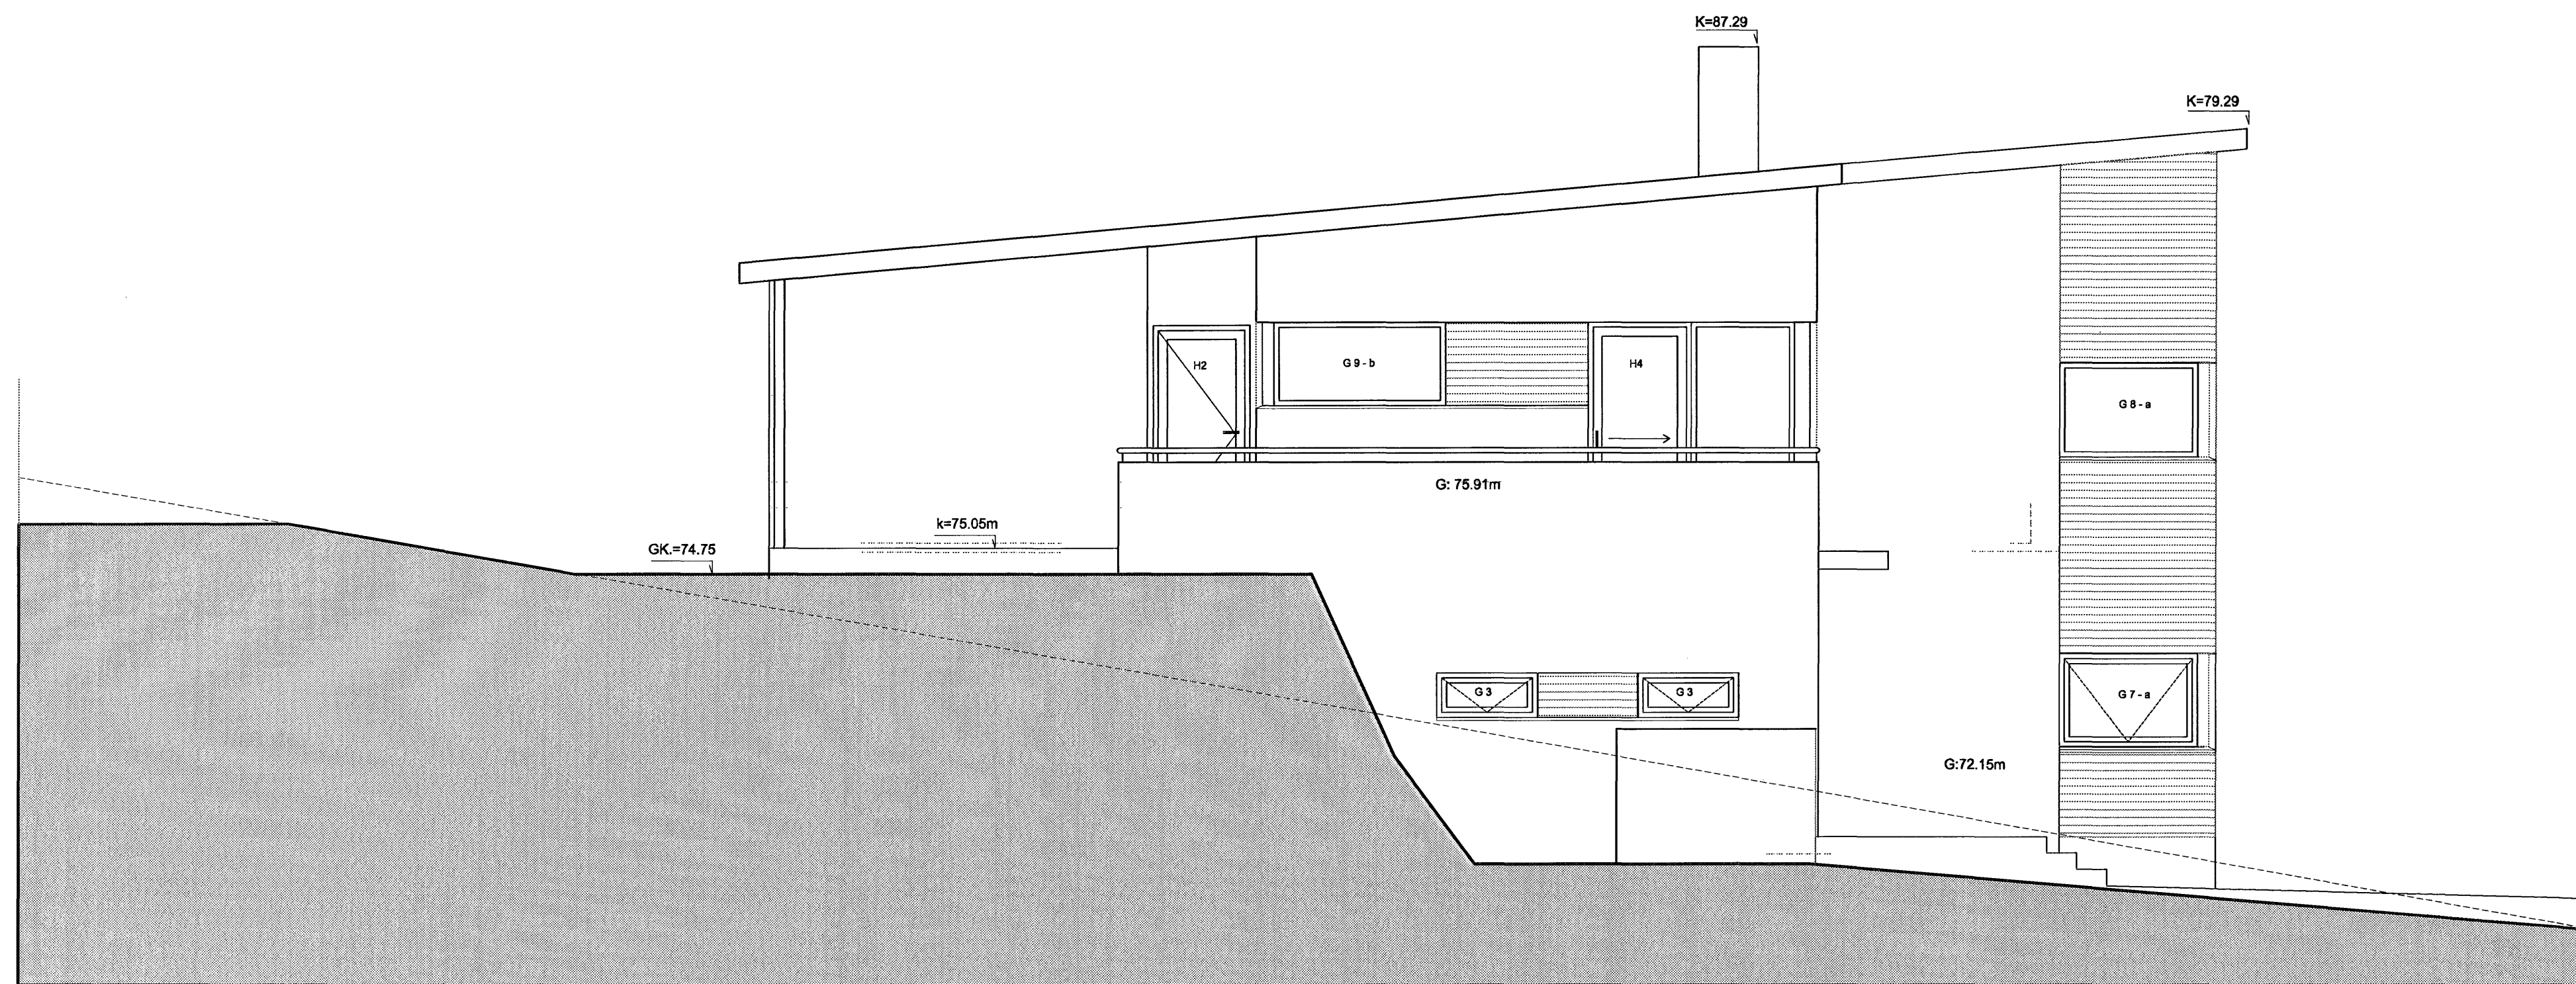 K=87.29
K=79.29
H2
G 9 - b
H4
G 8 - a
G: 75.91m
k=75.05m
GK.=74.75
G 3
G 3
G 7 - a
G:72.15m